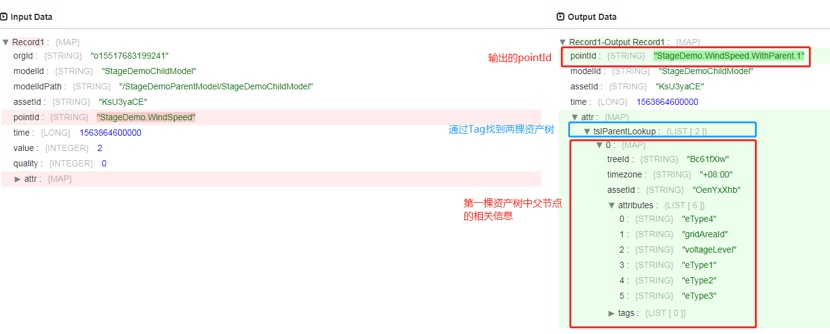 Input Data
Record1 : {MAP}
orgId : {STRING} "o15517683199241"
modelId : {STRING} "StageDemoChildModel"
modelIdPath : {STRING} "/StageDemoParentModel/StageDemoChildModel"
assetId : {STRING} "KsU3yaCE"
pointId : {STRING} "StageDemo.WindSpeed"
time : {LONG} 1563864600000
value : {INTEGER} 2
quality : {INTEGER} 0
attr : {MAP}
输出的pointId
通过Tag找到两棵资产树
第一棵资产树中父节点
的相关信息
Output Data
Record1-Output Record1 : {MAP}
pointId : {STRING} "StageDemo.WindSpeed.WithParent.1"
modelId : {STRING} "StageDemoChildModel"
assetId : {STRING} "KsU3yaCE"
time : {LONG} 1563864600000
attr : {MAP}
tslParentLookup : {LIST [ 2 ]}
0 : {MAP}
treeId : {STRING} "Bc61fXiw"
timezone : {STRING} "+08:00"
assetId : {STRING} "OenYxXhb"
attributes : {LIST [ 6 ]}
0 : {STRING} "eType4"
1 : {STRING} "gridAreaId"
2 : {STRING} "voltageLevel"
3 : {STRING} "eType1"
4 : {STRING} "eType2"
5 : {STRING} "eType3"
tags : {LIST [ 0 ]}